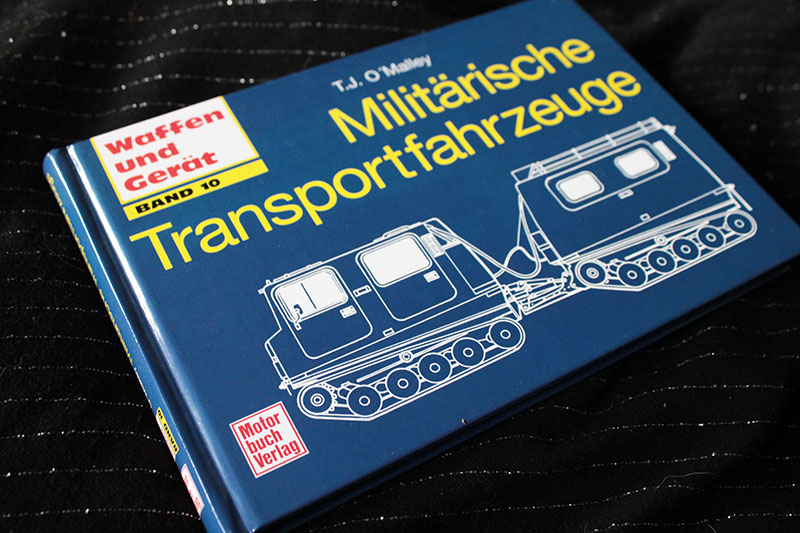 T.J. O'Malley
Militärische
Transportfahrzeuge
Waffen
und
Gerät
BAND 10
Motor
buch
Verlag